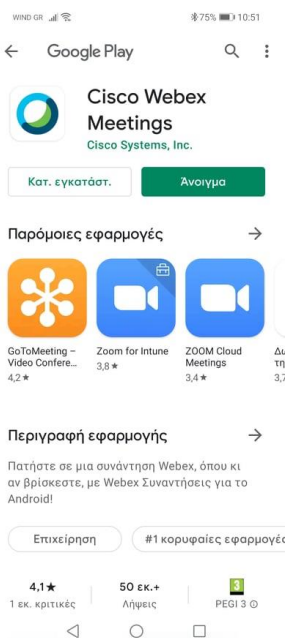 WIND GR 75% 10:51
Google Play
Cisco Webex
Meetings
Cisco Systems, Inc.
Κατ. εγκατάστ.
Άνοιγμα
Παρόμοιες εφαρμογές
GoToMeeting –
Video Confere...
4,2★
Zoom for Intune
3,8★
ZOOM Cloud
Meetings
3,4★
3,7
Περιγραφή εφαρμογής
Πατήστε σε μια συνάντηση Webex, όπου κι
αν βρίσκεστε, με Webex Συναντήσεις για το
Android!
Επιχείρηση
#1 κορυφαίες εφαρμογές
4,1★
1 εκ. κριτικές
50 εκ.+
Λήψεις
3
PEGI 3